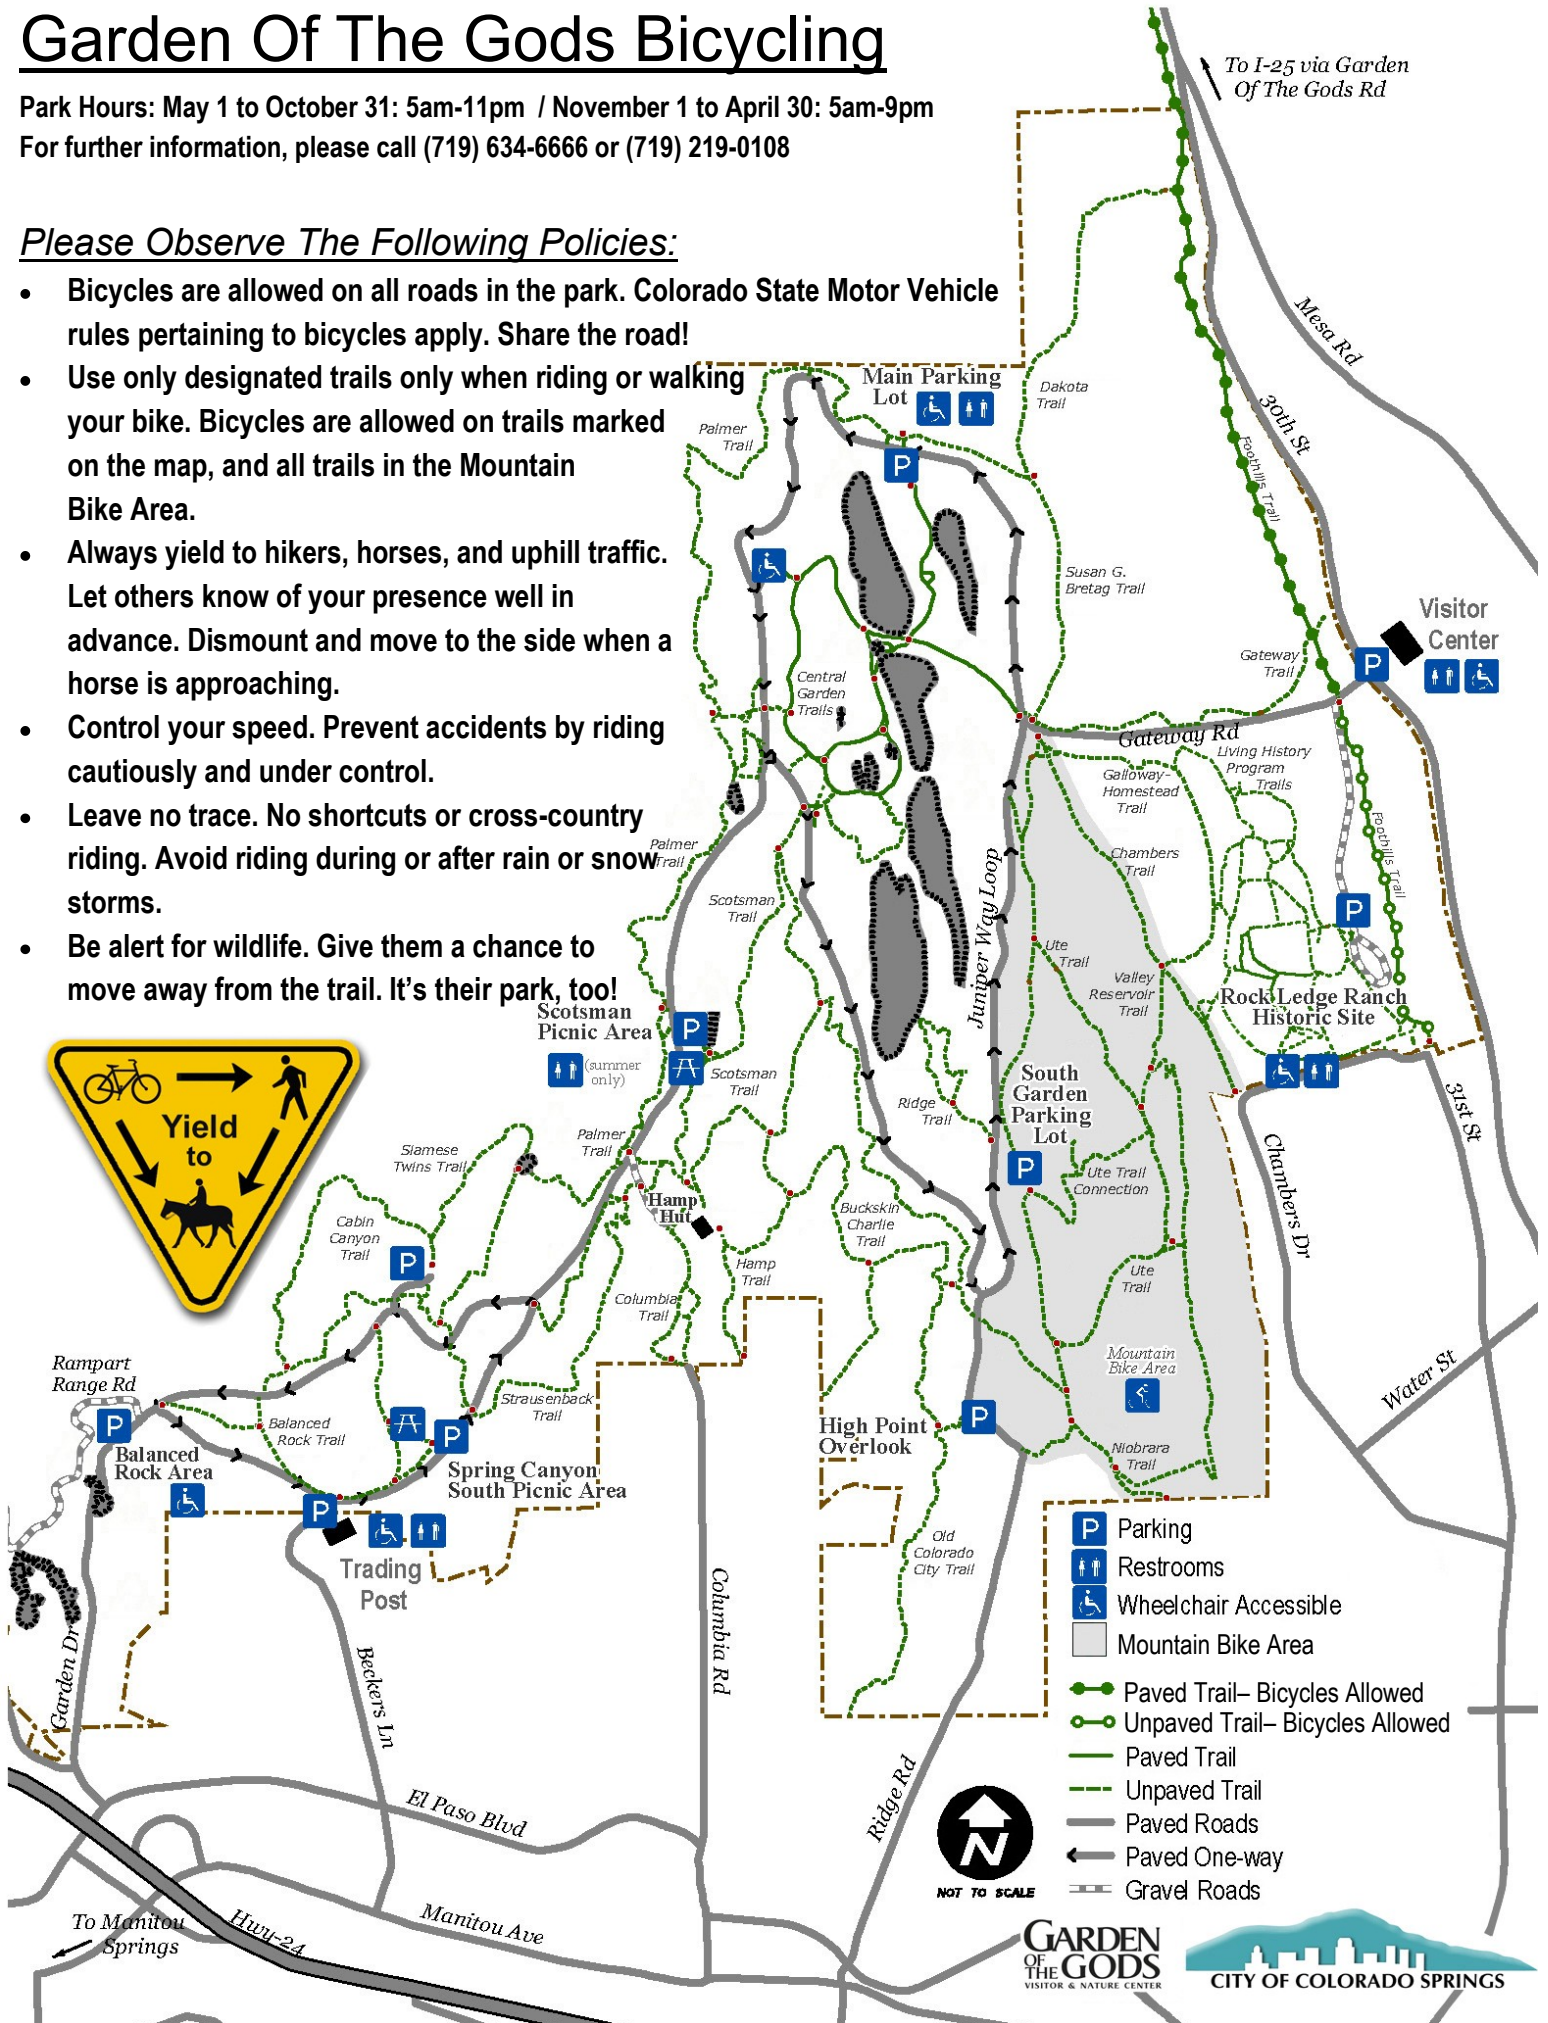 Garden Of The Gods Bicycling
Park Hours: May 1 to October 31: 5am-11pm / November 1 to April 30: 5am-9pm
For further information, please call (719) 634-6666 or (719) 219-0108
Please Observe The Following Policies:
• Bicycles are allowed on all roads in the park. Colorado State Motor Vehicle
rules pertaining to bicycles apply. Share the road!
• Use only designated trails only when riding or walking
your bike. Bicycles are allowed on trails marked
on the map, and all trails in the Mountain
Bike Area.
• Always yield to hikers, horses, and uphill traffic.
Let others know of your presence well in
advance. Dismount and move to the side when a
horse is approaching.
• Control your speed. Prevent accidents by riding
cautiously and under control.
• Leave no trace. No shortcuts or cross-country
riding. Avoid riding during or after rain or snow
storms.
• Be alert for wildlife. Give them a chance to
move away from the trail. It's their park, too!
Yield
to
To I-25 via Garden
Of The Gods Rd
Mesa Rd
30th St
Main Parking
Lot
P
Dakota
Trail
Palmer
Trail
Foothills Trail
Susan G.
Bretag Trail
Visitor
Center
P
Gateway
Trail
Central
Garden
Trails
Gateway Rd
Living History
Program
Trails
Galloway-
Homestead
Trail
Foothills Trail
Palmer
Trail
Chambers
Trail
Juniper Way Loop
Scotsman
Trail
P
Ute
Trail
Valley
Reservoir
Trail
Rock Ledge Ranch
Historic Site
Scotsman
Picnic Area
P
(summer
only)
Scotsman
Trail
South
Garden
Parking
Lot
P
Ridge
Trail
31st St
Palmer
Trail
Siamese
Twins Trail
Chambers Dr
Ute Trail
Connection
Hamp
Hut
Buckskin
Charlie
Trail
Cabin
Canyon
Trail
P
Hamp
Trail
Ute
Trail
Columbia
Trail
Mountain
Bike Area
Rampart
Range Rd
Water St
Strausenback
Trail
P
Balanced
Rock Trail
P
High Point
Overlook
P
Balanced
Rock Area
Niobrara
Trail
Spring Canyon
South Picnic Area
P
Trading
Post
Old
Colorado
City Trail
Garden Dr
Beckers Ln
Columbia Rd
Ridge Rd
El Paso Blvd
Manitou Ave
Hwy-24
To Manitou
Springs
P Parking
Restrooms
Wheelchair Accessible
Mountain Bike Area
Paved Trail– Bicycles Allowed
Unpaved Trail– Bicycles Allowed
Paved Trail
Unpaved Trail
Paved Roads
Paved One-way
Gravel Roads
N
NOT TO SCALE
GARDEN
OF THE GODS
VISITOR & NATURE CENTER
CITY OF COLORADO SPRINGS